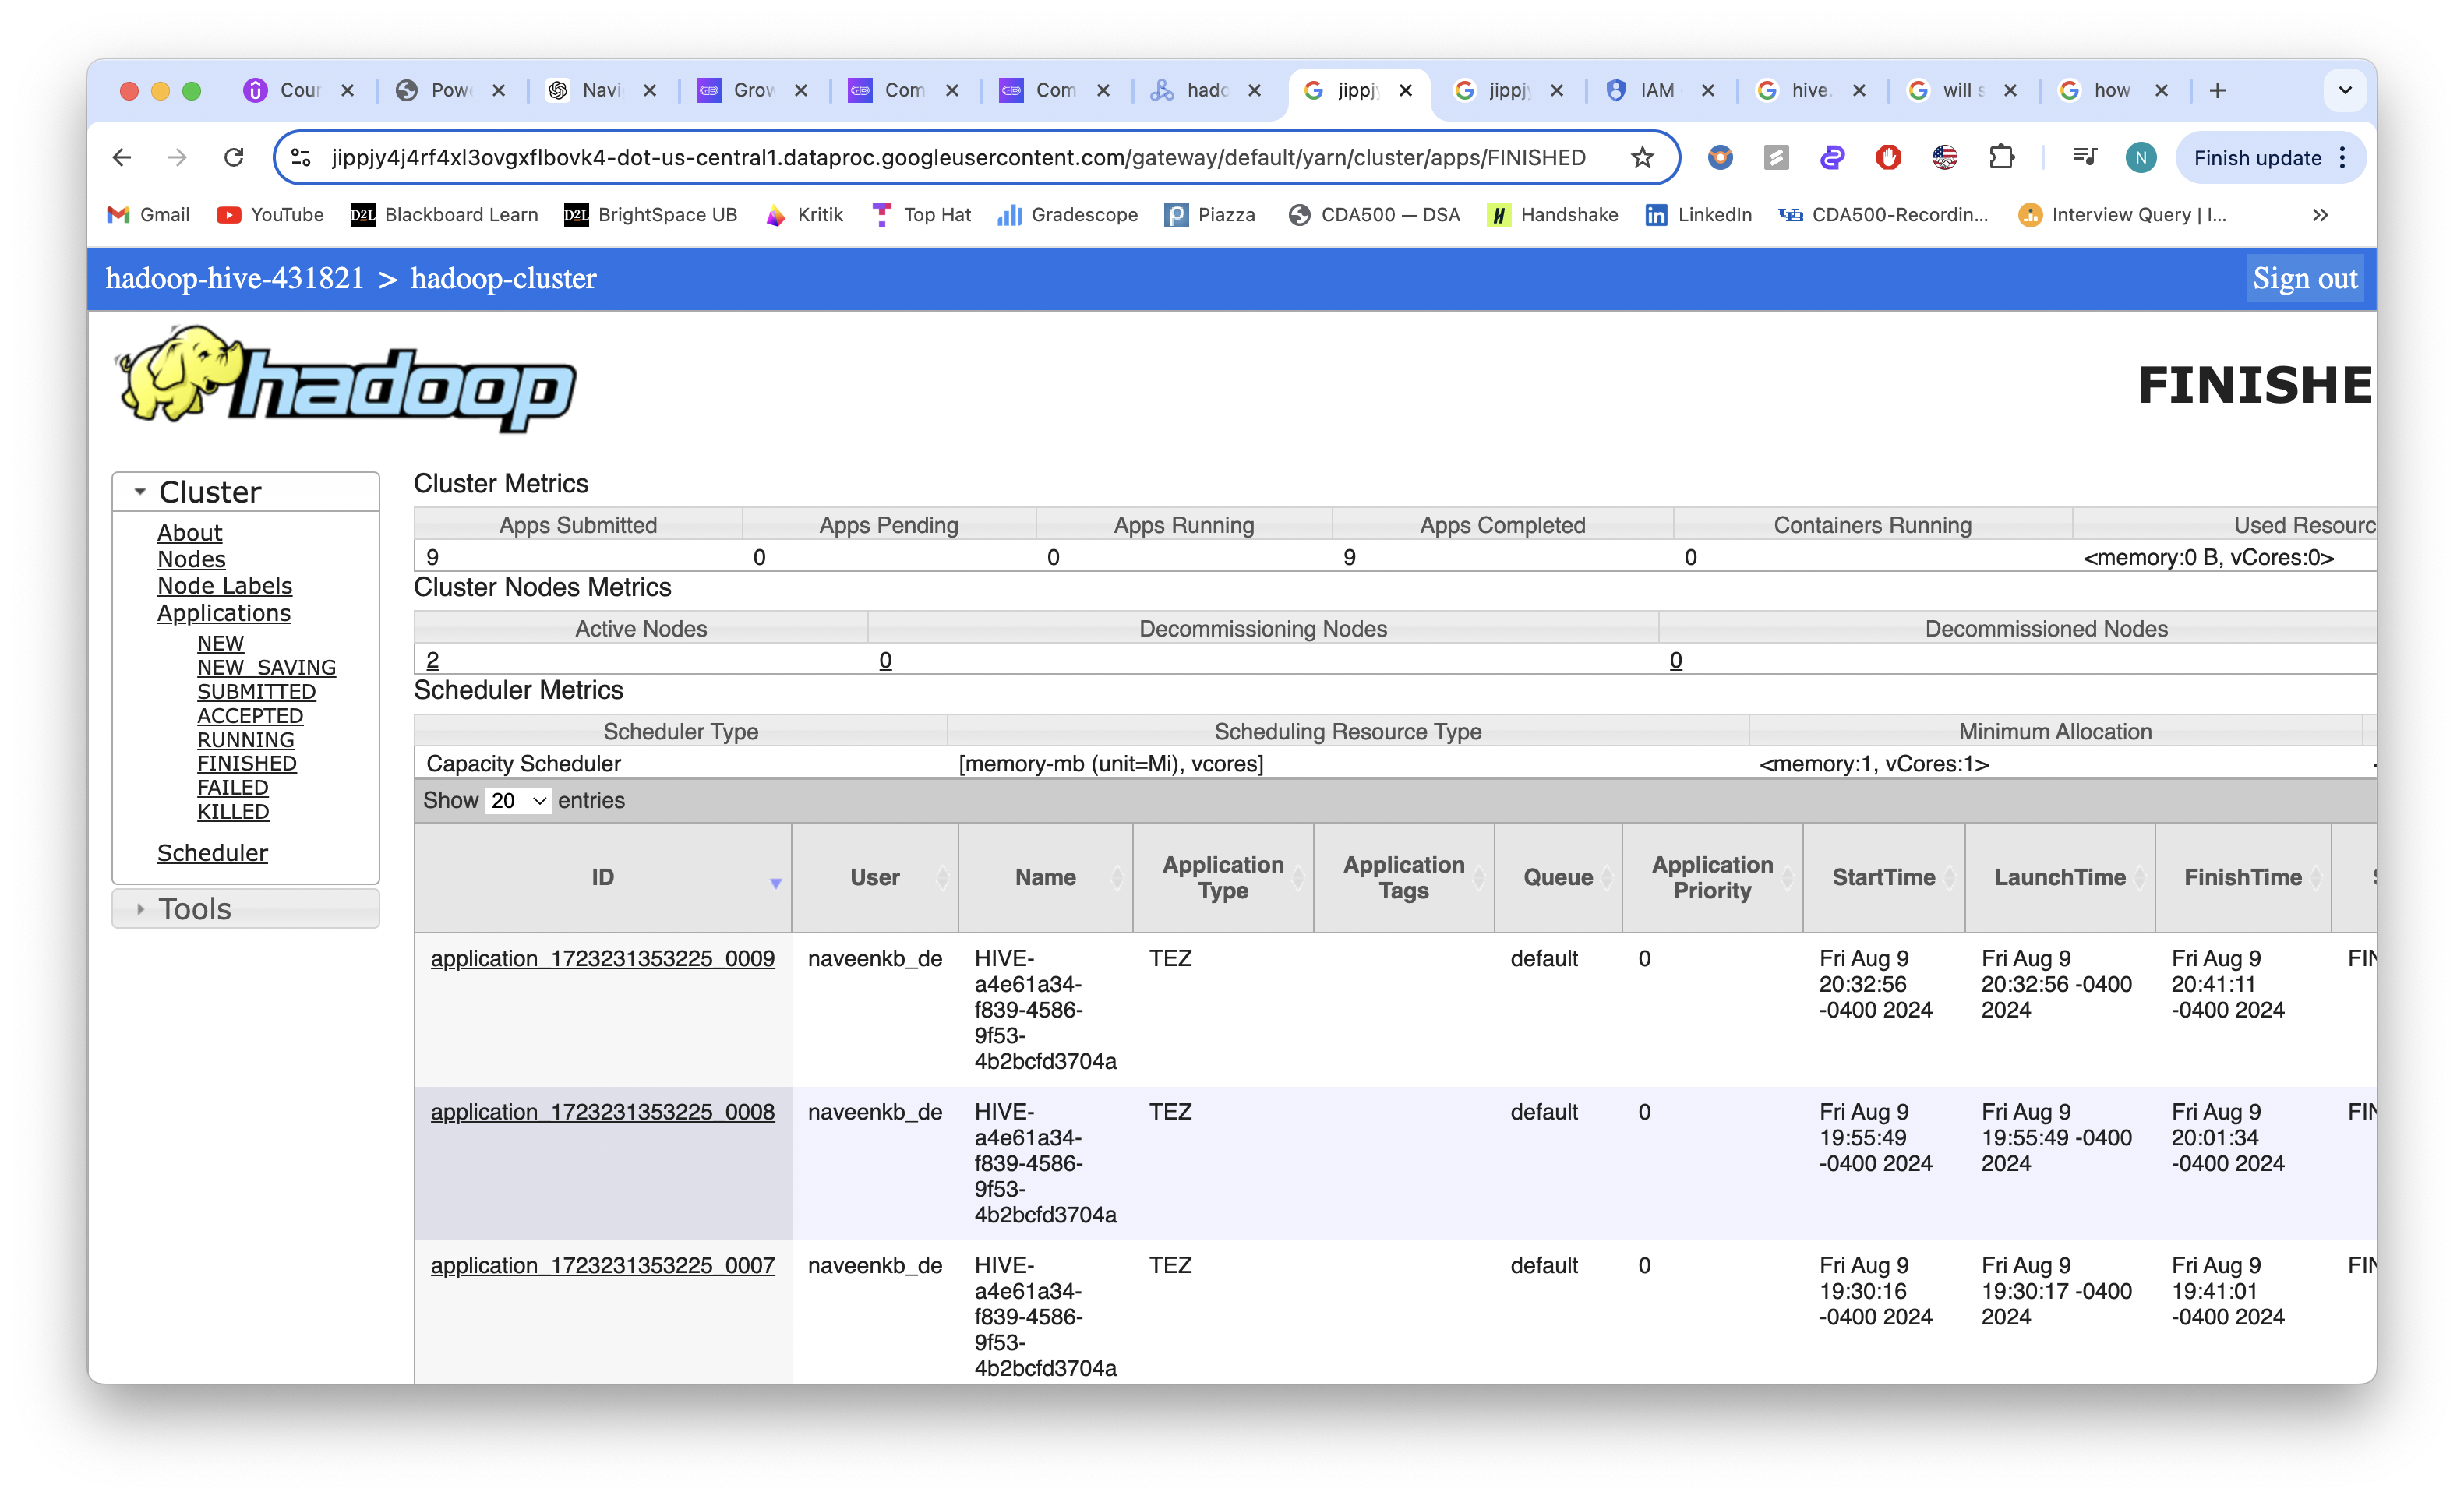 Cour
Pow
Navi
Grov
Com
Com
hado
jippj
jippj
IAM
hive.
will s
how
jippjy4j4rf4xl3ovgxflbovk4-dot-us-central1.dataproc.googleusercontent.com/gateway/default/yarn/cluster/apps/FINISHED
N
Finish update
Gmail
YouTube
D2L Blackboard Learn
D2L BrightSpace UB
Kritik
Top Hat
Gradescope
Piazza
CDA500 — DSA
Handshake
LinkedIn
CDA500-Recordin...
Interview Query | I...
hadoop-hive-431821 > hadoop-cluster
Sign out
hadoop
FINISHE
Cluster
About
Nodes
Node Labels
Applications
NEW
NEW_SAVING
SUBMITTED
ACCEPTED
RUNNING
FINISHED
FAILED
KILLED
Scheduler
Tools
Cluster Metrics
Apps Submitted Apps Pending Apps Running Apps Completed Containers Running Used Resourc
9 0 0 9 0 <memory:0 B, vCores:0>
Cluster Nodes Metrics
Active Nodes Decommissioning Nodes Decommissioned Nodes
2 0 0
Scheduler Metrics
Scheduler Type Scheduling Resource Type Minimum Allocation
Capacity Scheduler [memory-mb (unit=Mi), vcores] <memory:1, vCores:1>
Show 20 entries
ID User Name Application Type Application Tags Queue Application Priority StartTime LaunchTime FinishTime
application_1723231353225_0009 naveenkb_de HIVE- TEZ default 0 Fri Aug 9 Fri Aug 9 Fri Aug 9 FIN
a4e61a34- 20:32:56 20:32:56 -0400 20:41:11
f839-4586- -0400 2024 2024 -0400 2024
9f53-
4b2bcfd3704a
application_1723231353225_0008 naveenkb_de HIVE- TEZ default 0 Fri Aug 9 Fri Aug 9 Fri Aug 9 FIN
a4e61a34- 19:55:49 19:55:49 -0400 20:01:34
f839-4586- -0400 2024 2024 -0400 2024
9f53-
4b2bcfd3704a
application_1723231353225_0007 naveenkb_de HIVE- TEZ default 0 Fri Aug 9 Fri Aug 9 Fri Aug 9 FIN
a4e61a34- 19:30:16 19:30:17 -0400 19:41:01
f839-4586- -0400 2024 2024 -0400 2024
9f53-
4b2bcfd3704a